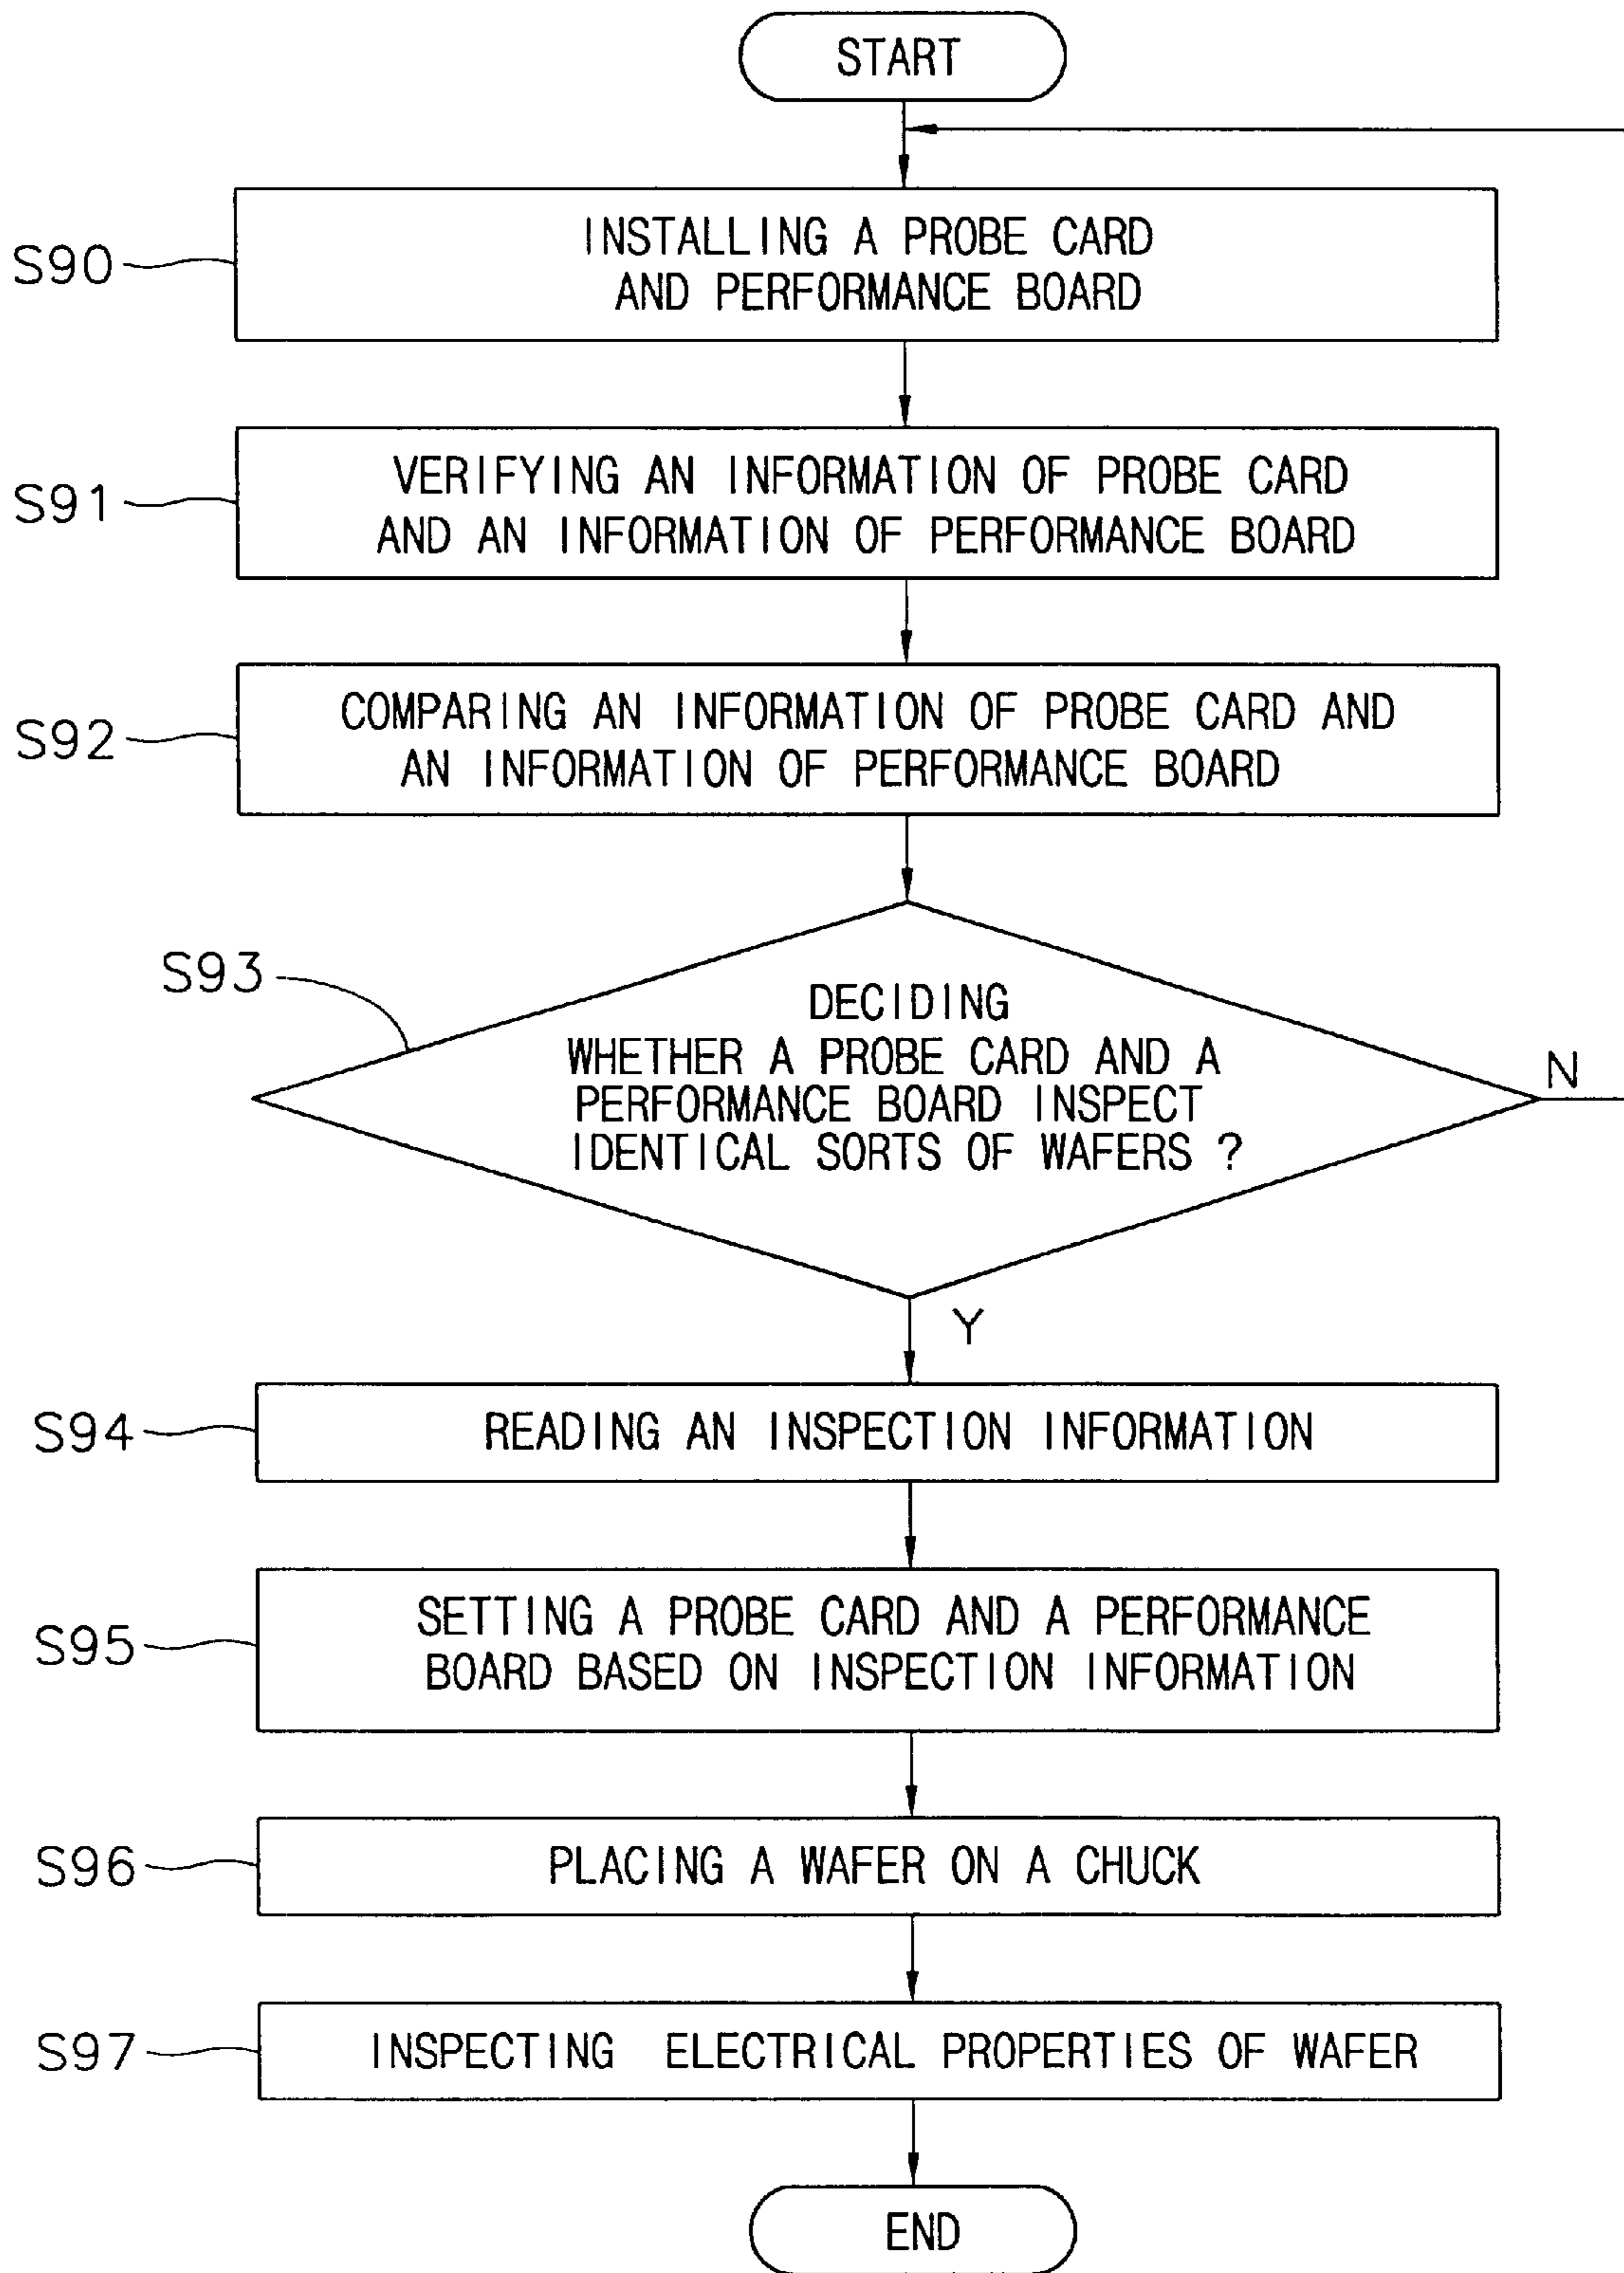 START
S90
INSTALLING A PROBE CARD
AND PERFORMANCE BOARD
S91
VERIFYING AN INFORMATION OF PROBE CARD
AND AN INFORMATION OF PERFORMANCE BOARD
S92
COMPARING AN INFORMATION OF PROBE CARD AND
AN INFORMATION OF PERFORMANCE BOARD
S93
DECIDING
WHETHER A PROBE CARD AND A
PERFORMANCE BOARD INSPECT
IDENTICAL SORTS OF WAFERS ?
N
Y
S94
READING AN INSPECTION INFORMATION
S95
SETTING A PROBE CARD AND A PERFORMANCE
BOARD BASED ON INSPECTION INFORMATION
S96
PLACING A WAFER ON A CHUCK
S97
INSPECTING ELECTRICAL PROPERTIES OF WAFER
END